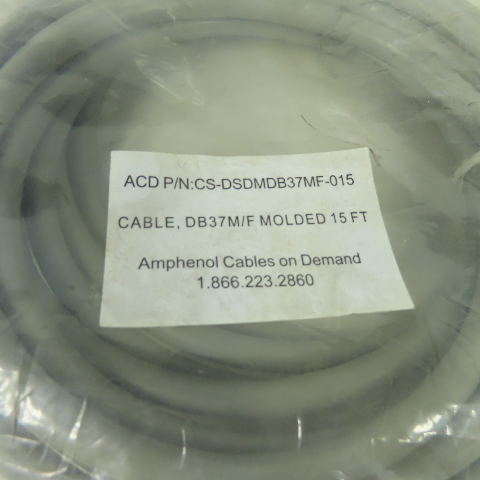 ACD P/N:CS-DSDMDB37MF-015
CABLE, DB37M/F MOLDED 15 FT
Amphenol Cables on Demand
1.866.223.2860